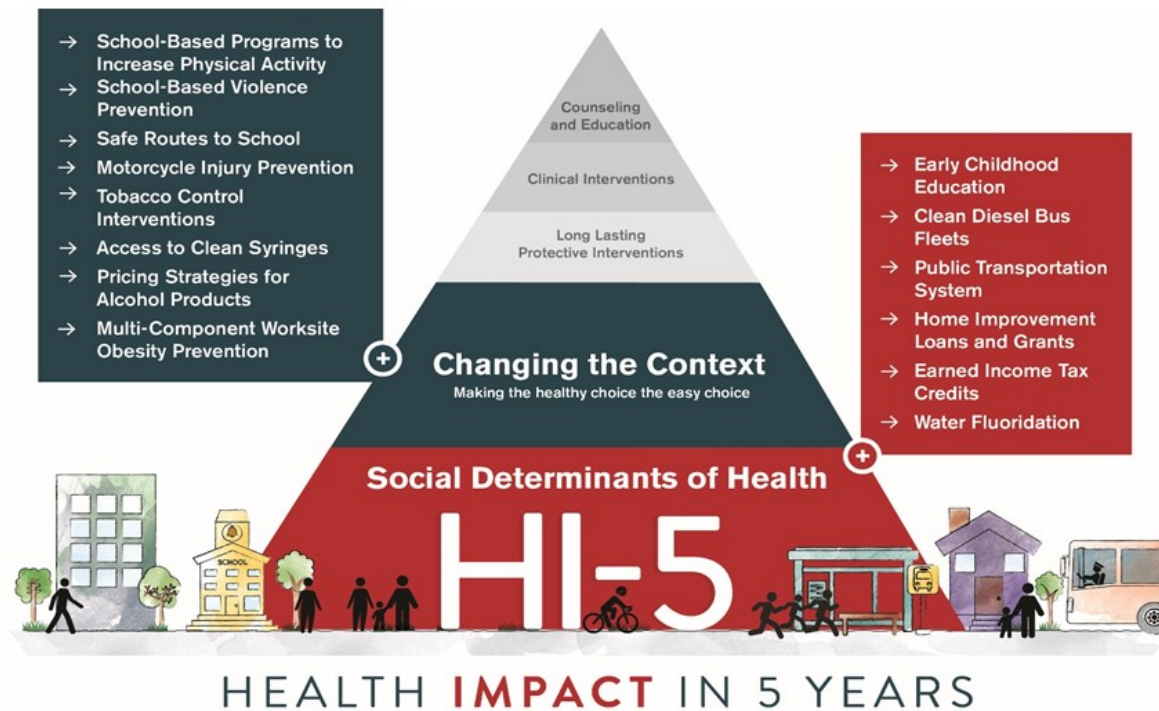 → School-Based Programs to
Increase Physical Activity
→ School-Based Violence
Prevention
→ Safe Routes to School
→ Motorcycle Injury Prevention
→ Tobacco Control
Interventions
→ Access to Clean Syringes
→ Pricing Strategies for
Alcohol Products
→ Multi-Component Worksite
Obesity Prevention
Counseling
and Education
Clinical Interventions
Long Lasting
Protective Interventions
Changing the Context
Making the healthy choice the easy choice
→ Early Childhood
Education
→ Clean Diesel Bus
Fleets
→ Public Transportation
System
→ Home Improvement
Loans and Grants
→ Earned Income Tax
Credits
→ Water Fluoridation
Social Determinants of Health
HI-5
SCHOOL
HEALTH IMPACT IN 5 YEARS